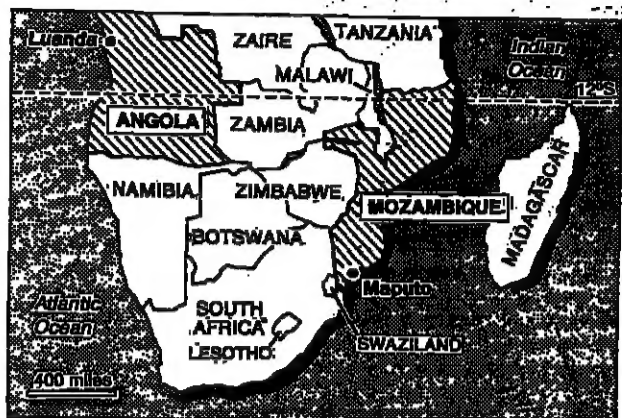 Luanda
ZAIRE
TANZANIA
Indian
Ocean
MALAWI
12°S
ANGOLA
ZAMBIA
NAMIBIA
ZIMBABWE
MOZAMBIQUE
MADAGASCAR
BOTSWANA
Maputo
Atlantic
Ocean
SOUTH
AFRICA
LESOTHO
SWAZILAND
400 miles